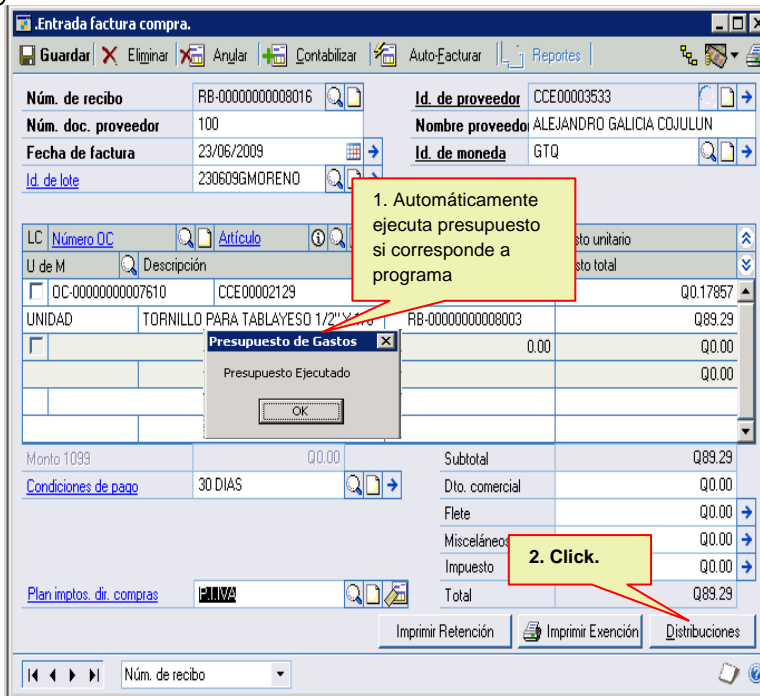 .Entrada factura compra.
Guardar Eliminar Anular Contabilizar Auto-Facturar Reportes
Núm. de recibo RB-00000000008016 Id. de proveedor CCE00003533
Núm. doc. proveedor 100 Nombre proveedor ALEJANDRO GALICIA COJULUN
Fecha de factura 23/06/2009 Id. de moneda GTQ
Id. de lote 230609GMORENO
1. Automáticamente
ejecuta presupuesto
si corresponde a
programa
LC Número OC Artículo sto unitario
U de M Descripción sto total
OC-00000000007610 CCE00002129 Q0.17857
UNIDAD TORNILLO PARA TABLAYESO 1/2" RB-00000000008003 Q89.29
0.00 Q0.00
Q0.00
Presupuesto de Gastos
Presupuesto Ejecutado
OK
Monto 1099 Q0.00 Subtotal Q89.29
Condiciones de pago 30 DIAS Dto. comercial Q0.00
Flete Q0.00
Misceláneos Q0.00
2. Click.
Impuesto Q0.00
Plan imptos. dir. compras P.I.IVA Total Q89.29
Imprimir Retención Imprimir Exención Distribuciones
Núm. de recibo